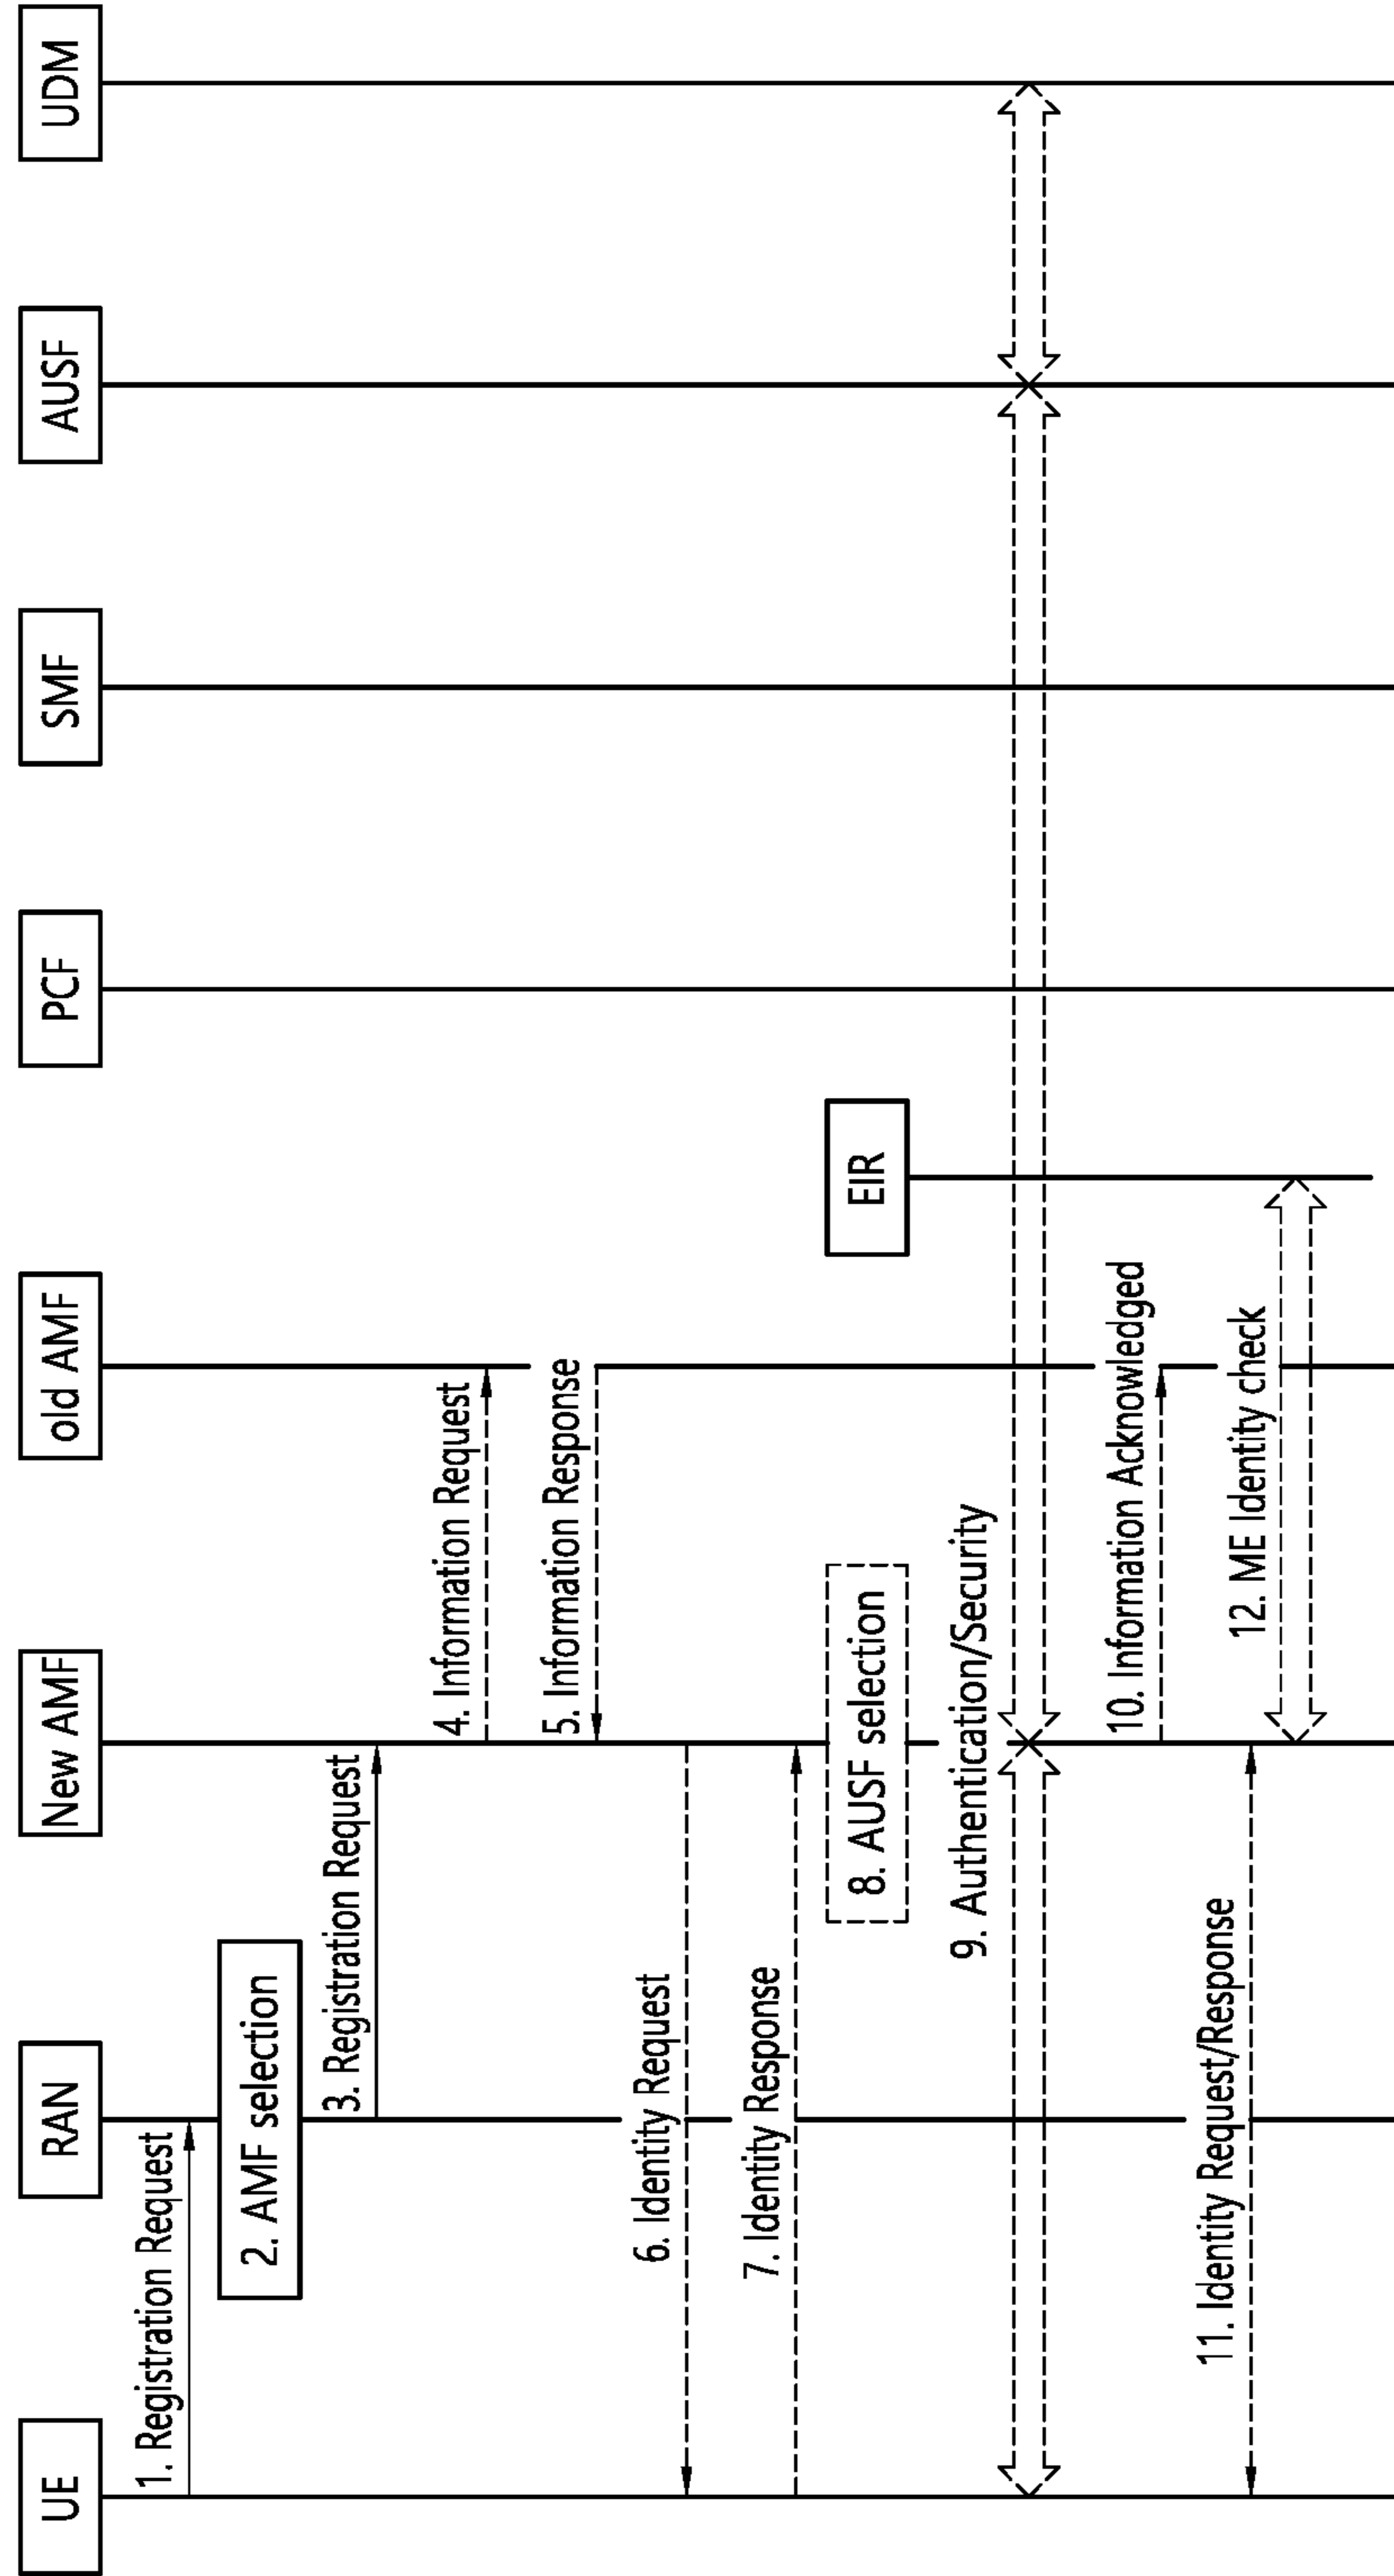 UE
RAN
New AMF
old AMF
PCF
SMF
AUSF
UDM
1. Registration Request
2. AMF selection
3. Registration Request
4. Information Request
5. Information Response
6. Identity Request
7. Identity Response
8. AUSF selection
EIR
9. Authentication/Security
10. Information Acknowledged
11. Identity Request/Response
12. ME Identity check